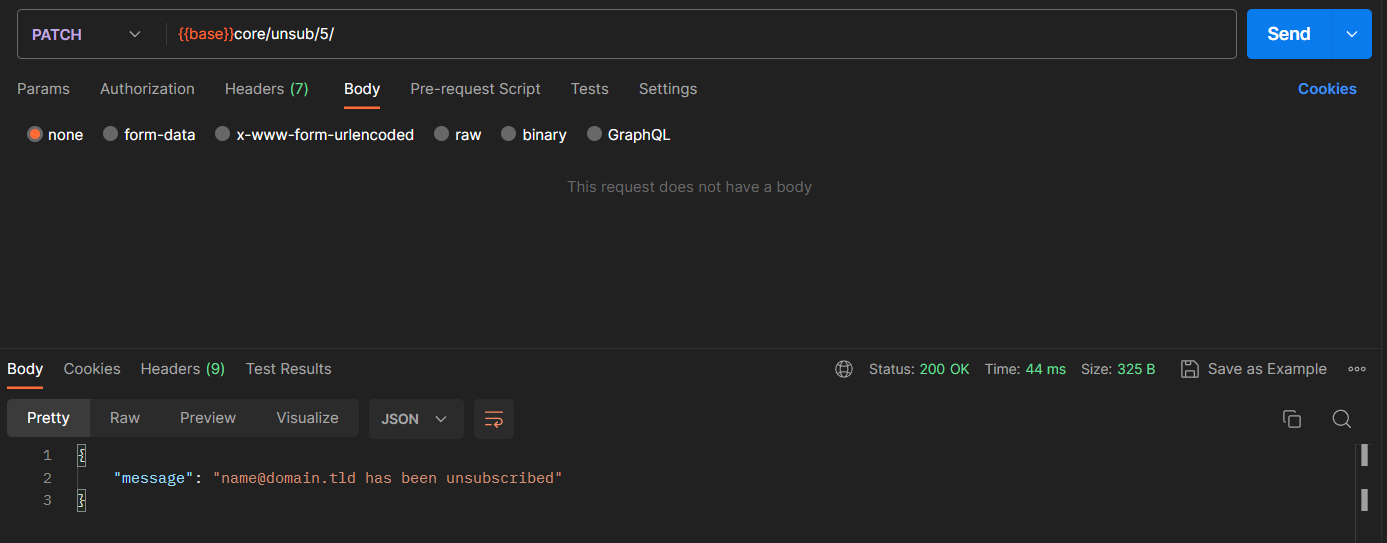 PATCH {{base}}core/unsub/5/ Send
Params Authorization Headers (7) Body Pre-request Script Tests Settings Cookies
none form-data x-www-form-urlencoded raw binary GraphQL
This request does not have a body
Body Cookies Headers (9) Test Results Status: 200 OK Time: 44 ms Size: 325 B Save as Example
Pretty Raw Preview Visualize JSON
1 {
2 "message": "name@domain.tld has been unsubscribed"
3 }